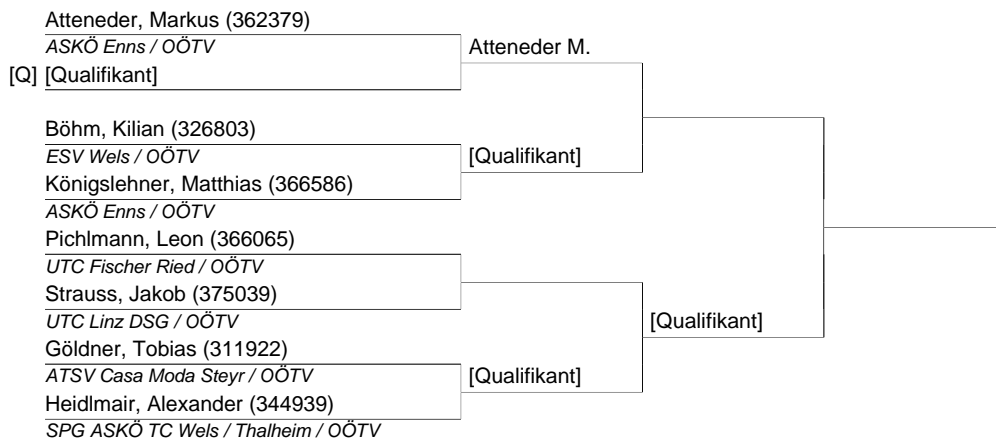 Atteneder, Markus (362379)
ASKÖ Enns / OÖTV
Atteneder M.
[Q] [Qualifikant]
Böhm, Kilian (326803)
ESV Wels / OÖTV
[Qualifikant]
Königslehner, Matthias (366586)
ASKÖ Enns / OÖTV
Pichlmann, Leon (366065)
UTC Fischer Ried / OÖTV
Strauss, Jakob (375039)
UTC Linz DSG / OÖTV
[Qualifikant]
Göldner, Tobias (311922)
ATSV Casa Moda Steyr / OÖTV
[Qualifikant]
Heidlmair, Alexander (344939)
SPG ASKÖ TC Wels / Thalheim / OÖTV